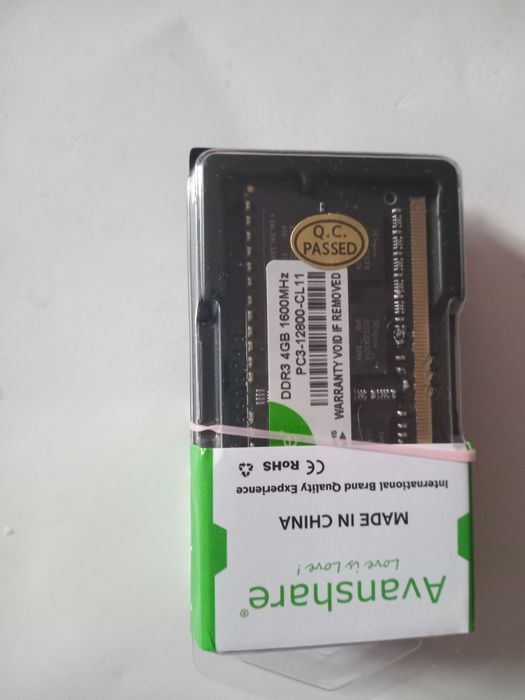 Q.C.
PASSED
DDR3 4GB 1600MHz
PC3-12800-CL11
WARRANTY VOID IF REMOVED
Avanshare®
Love is Love!
MADE IN CHINA
International Brand Quality Experience
CE RoHS